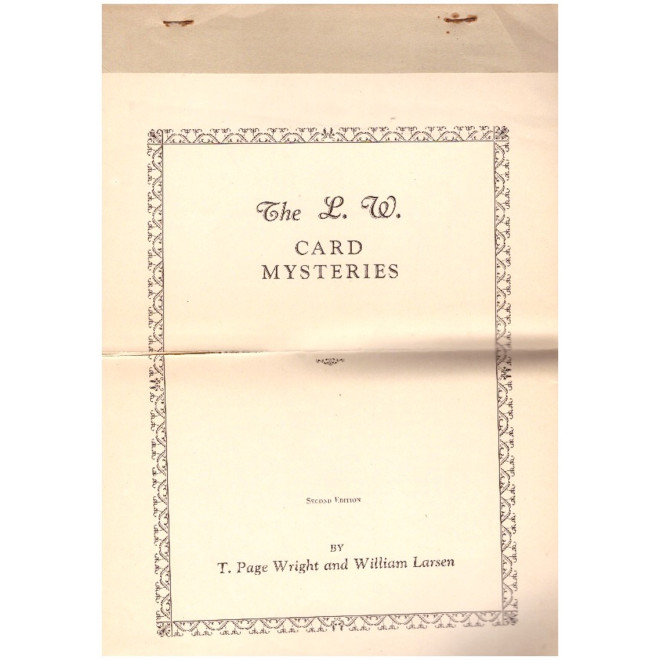 The L. W.
CARD
MYSTERIES
Second Edition
BY
T. Page Wright and William Larsen